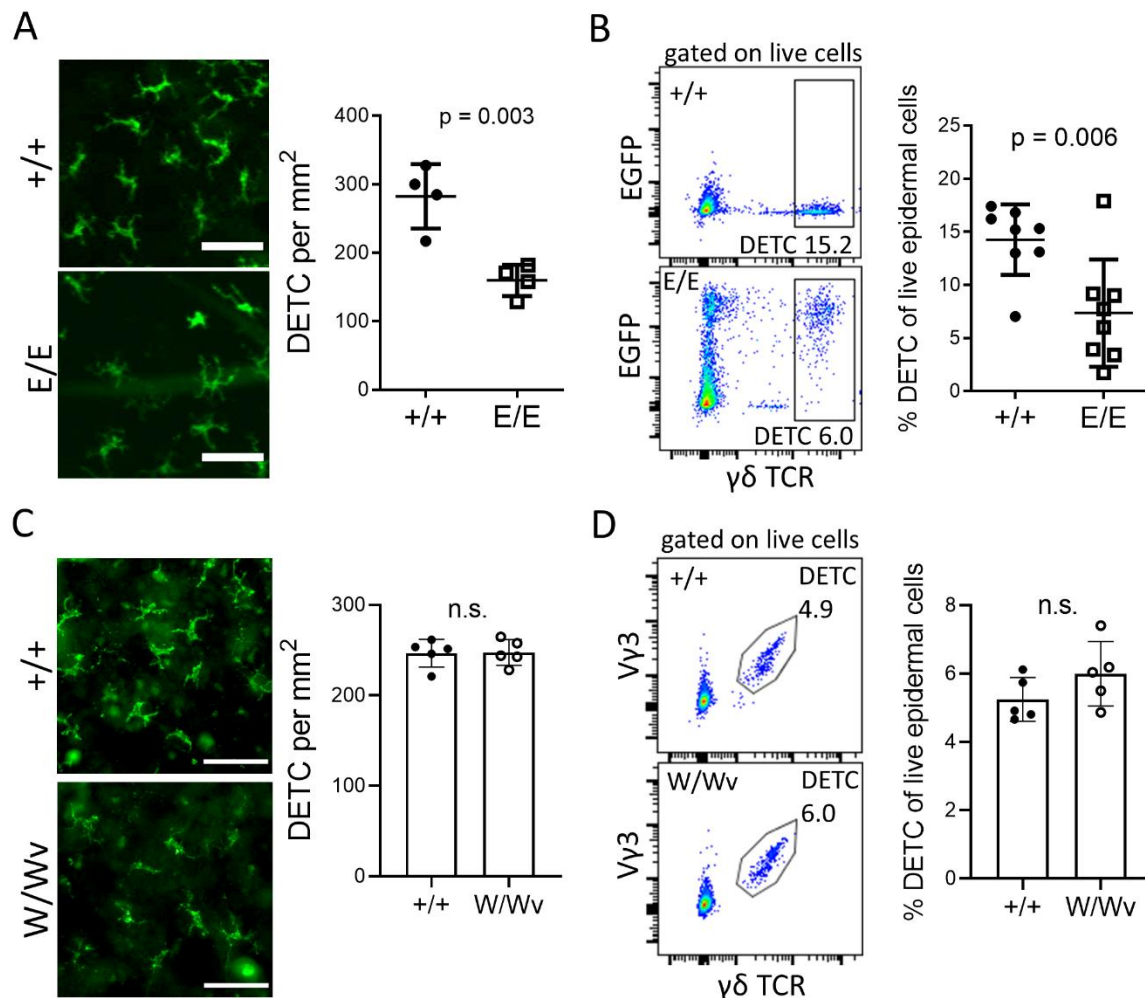 A
+/+
E/E
DETC per mm²
400
300
200
100
0
p = 0.003
+/+
E/E
B
gated on live cells
+/+
EGFP
DETC 15.2
E/E
EGFP
DETC 6.0
γδ TCR
% DETC of live epidermal cells
25
20
15
10
5
0
p = 0.006
+/+
E/E
C
+/+
W/Wv
DETC per mm²
300
200
100
0
n.s.
+/+
W/Wv
D
gated on live cells
+/+
DETC
4.9
Vγ3
W/Wv
DETC
6.0
Vγ3
γδ TCR
% DETC of live epidermal cells
8
6
4
2
0
n.s.
+/+
W/Wv